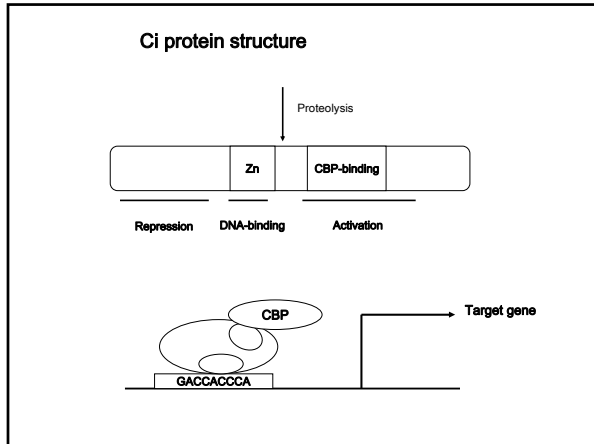 Ci protein structure
Proteolysis
Zn CBP-binding
Repression DNA-binding Activation
CBP
Target gene
GACCACCCA